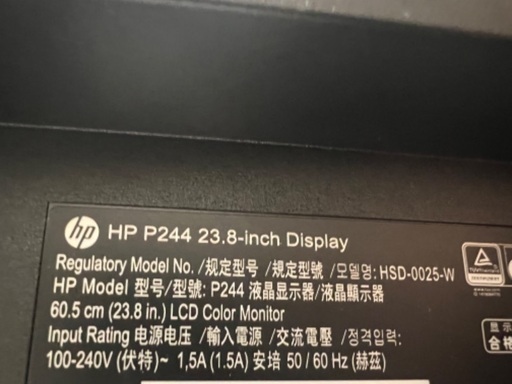 hp HP P244 23.8-inch Display
Regulatory Model No. /规定型号 /規定型號 /모델명: HSD-0025-W
HP Model 型号/型號: P244 液晶显示器/液晶顯示器
60.5 cm (23.8 in.) LCD Color Monitor
Input Rating 电源电压 /輸入電源 /交流電壓 /정격입력:
100-240V (伏特)~ 1,5A (1.5A) 安培 50 / 60 Hz (赫茲)